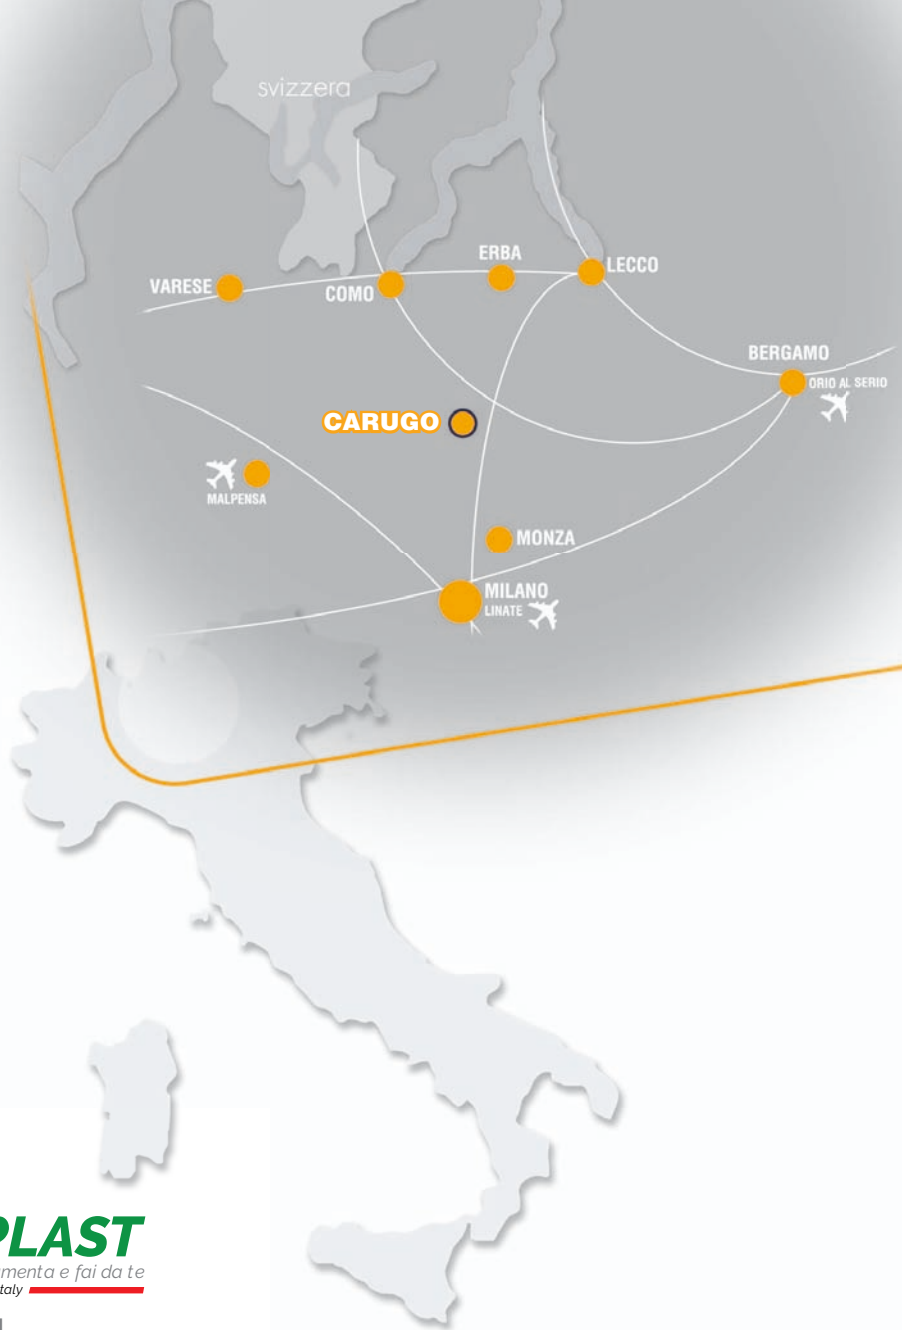 svizzera
ERBA
LECCO
VARESE
COMO
BERGAMO
ORIO AL SERIO
CARUGO
MALPENSA
MONZA
MILANO
LINATE
PLAST
menta e fai da te